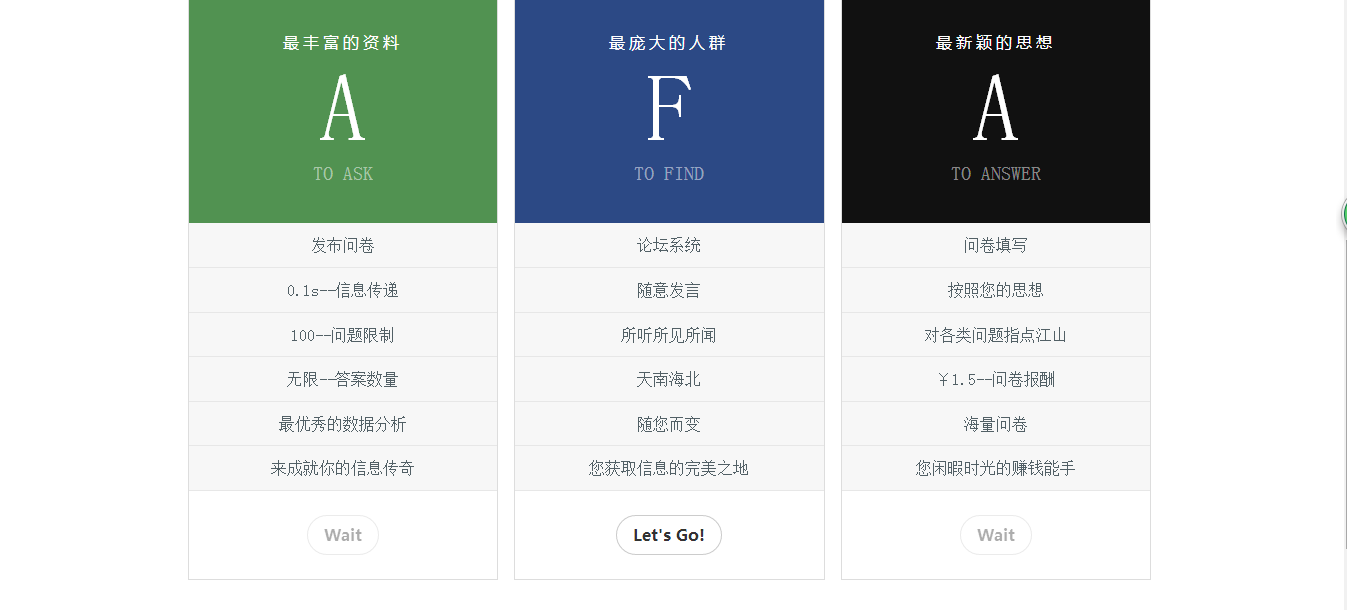 最丰富的资料
A
TO ASK
发布问卷
0.1s--信息传递
100--问题限制
无限--答案数量
最优秀的数据分析
来成就你的信息传奇
Wait
最庞大的人群
F
TO FIND
论坛系统
随意发言
所听所见所闻
天南海北
随您而变
您获取信息的完美之地
Let's Go!
最新颖的思想
A
TO ANSWER
问卷填写
按照您的思想
对各类问题指点江山
￥1.5--问卷报酬
海量问卷
您闲暇时光的赚钱能手
Wait